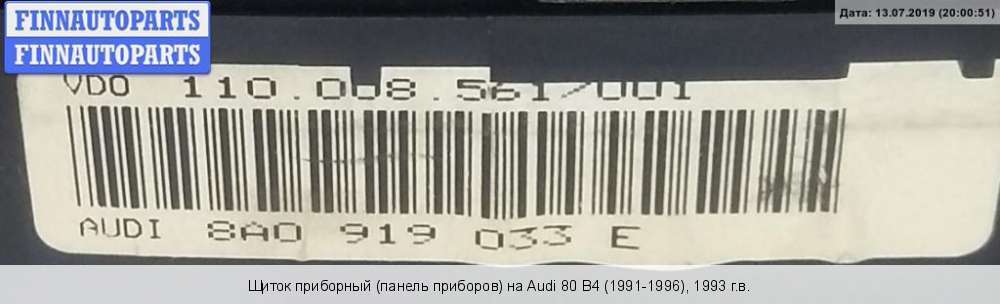 FINNAUTOPARTS
FINNAUTOPARTS
Дата: 13.07.2019 (20:00:51)
VDO 110.008.561/001
AUDI 8A0 919 033 E
Щиток приборный (панель приборов) на Audi 80 B4 (1991-1996), 1993 г.в.